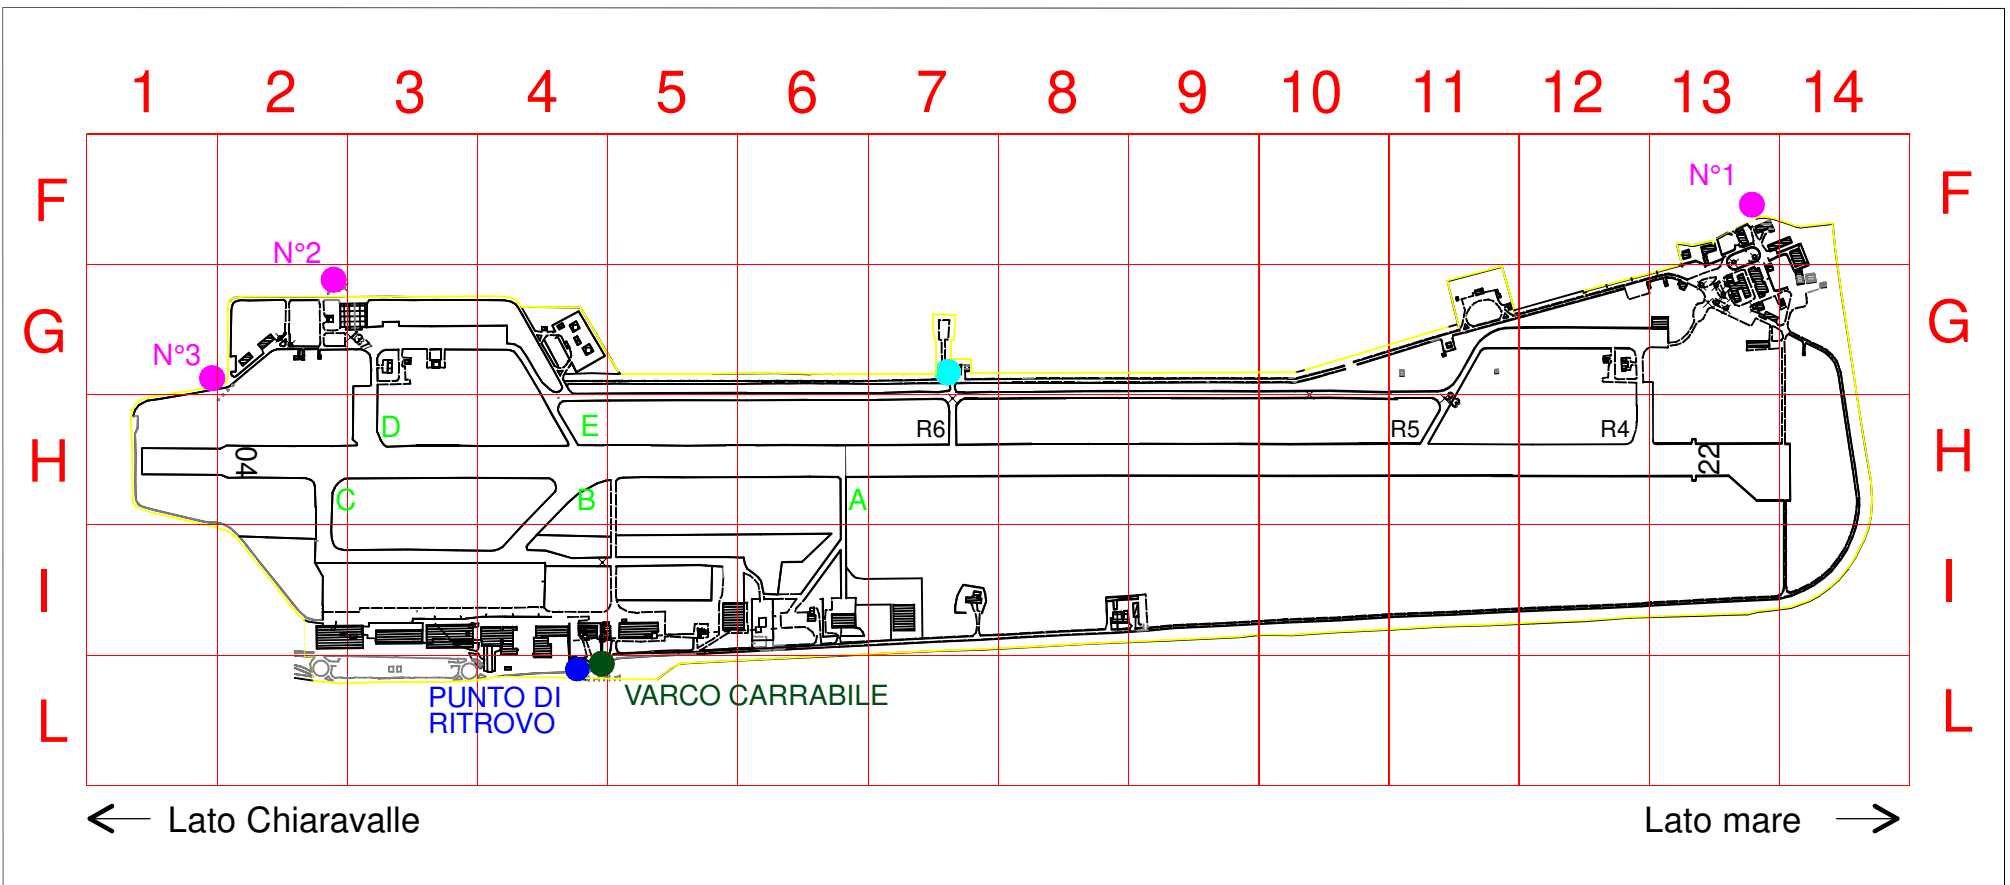 1 2 3 4 5 6 7 8 9 10 11 12 13 14
F N°1 F
N°2
G G
N°3
D E R6 R5 R4
H 04 22 H
C B A
I I
PUNTO DI
RITROVO
VARCO CARRABILE
L L
Lato Chiaravalle Lato mare